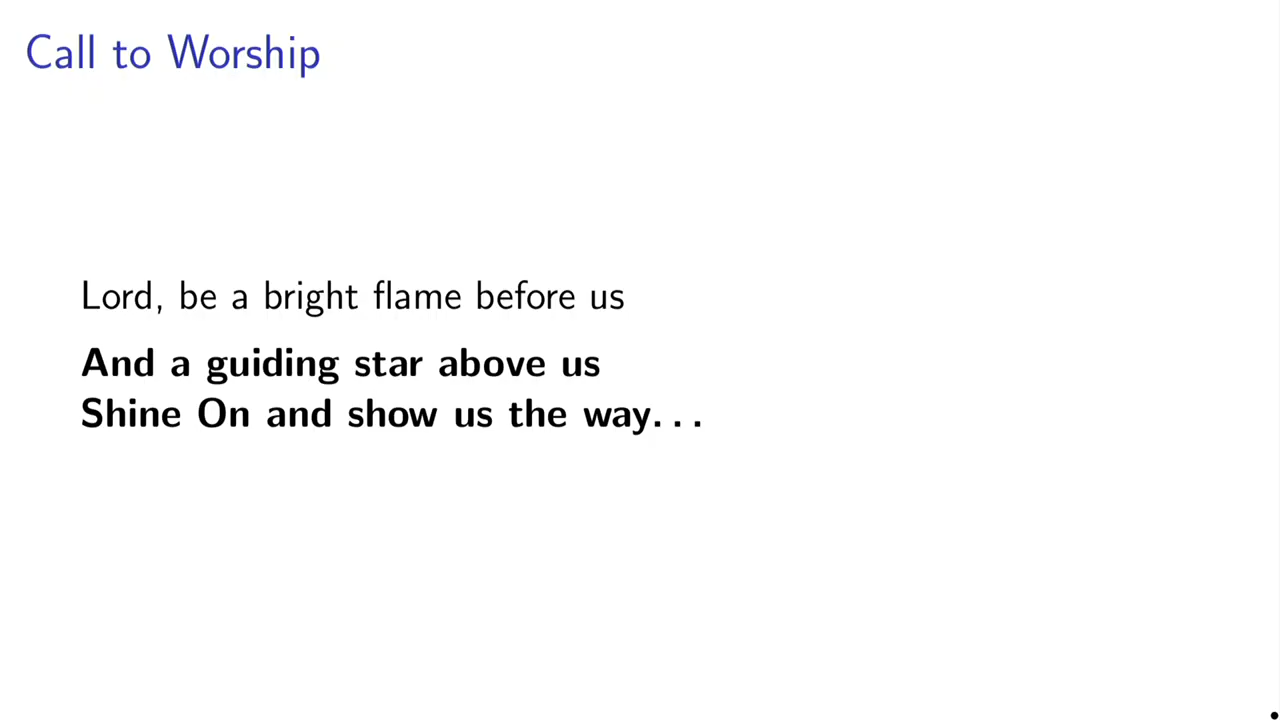 Call to Worship
Lord, be a bright flame before us
And a guiding star above us
Shine On and show us the way. . .